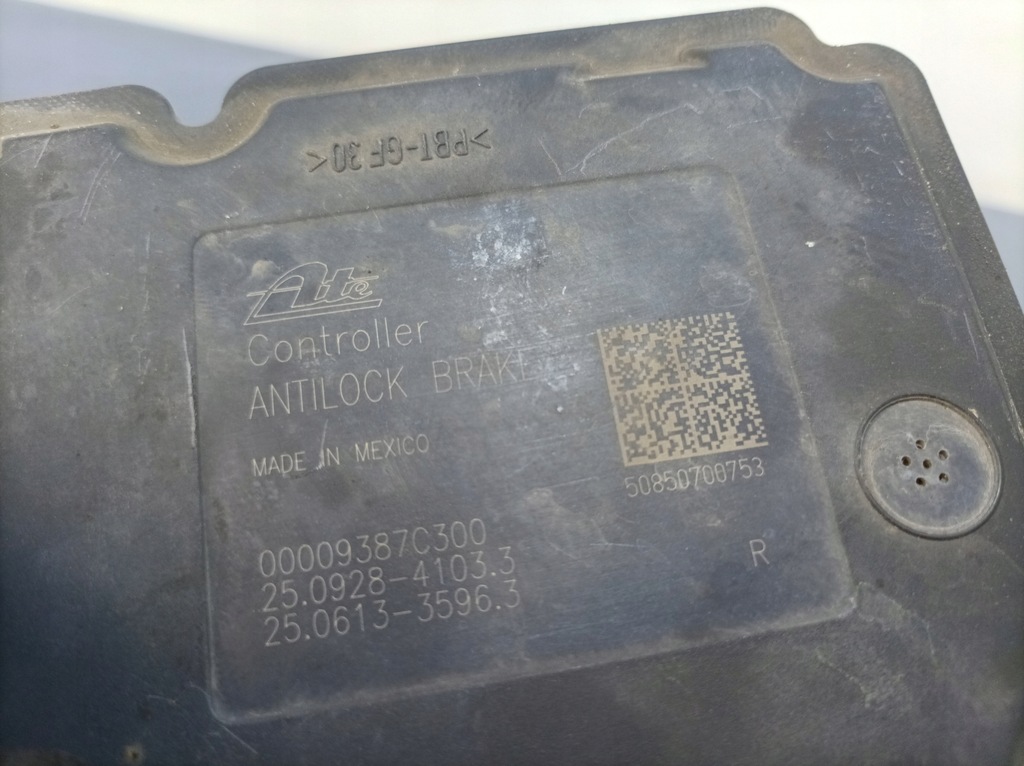 >PBT-GF30<
Ate
Controller
ANTILOCK BRAKE
MADE IN MEXICO
50850700753
00009387C300
25.0928-4103.3
25.0613-3596.3
R